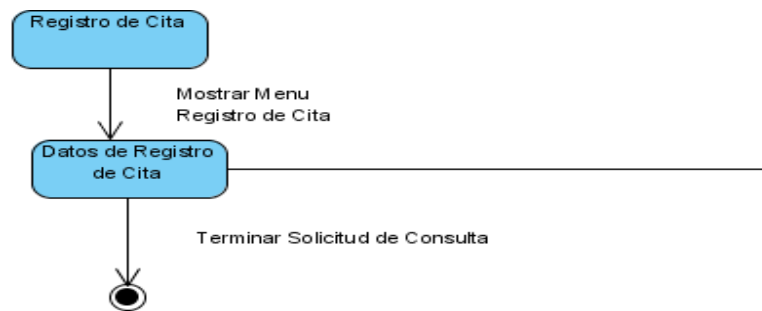 Registro de Cita
Mostrar Menu
Registro de Cita
Datos de Registro
de Cita
Terminar Solicitud de Consulta